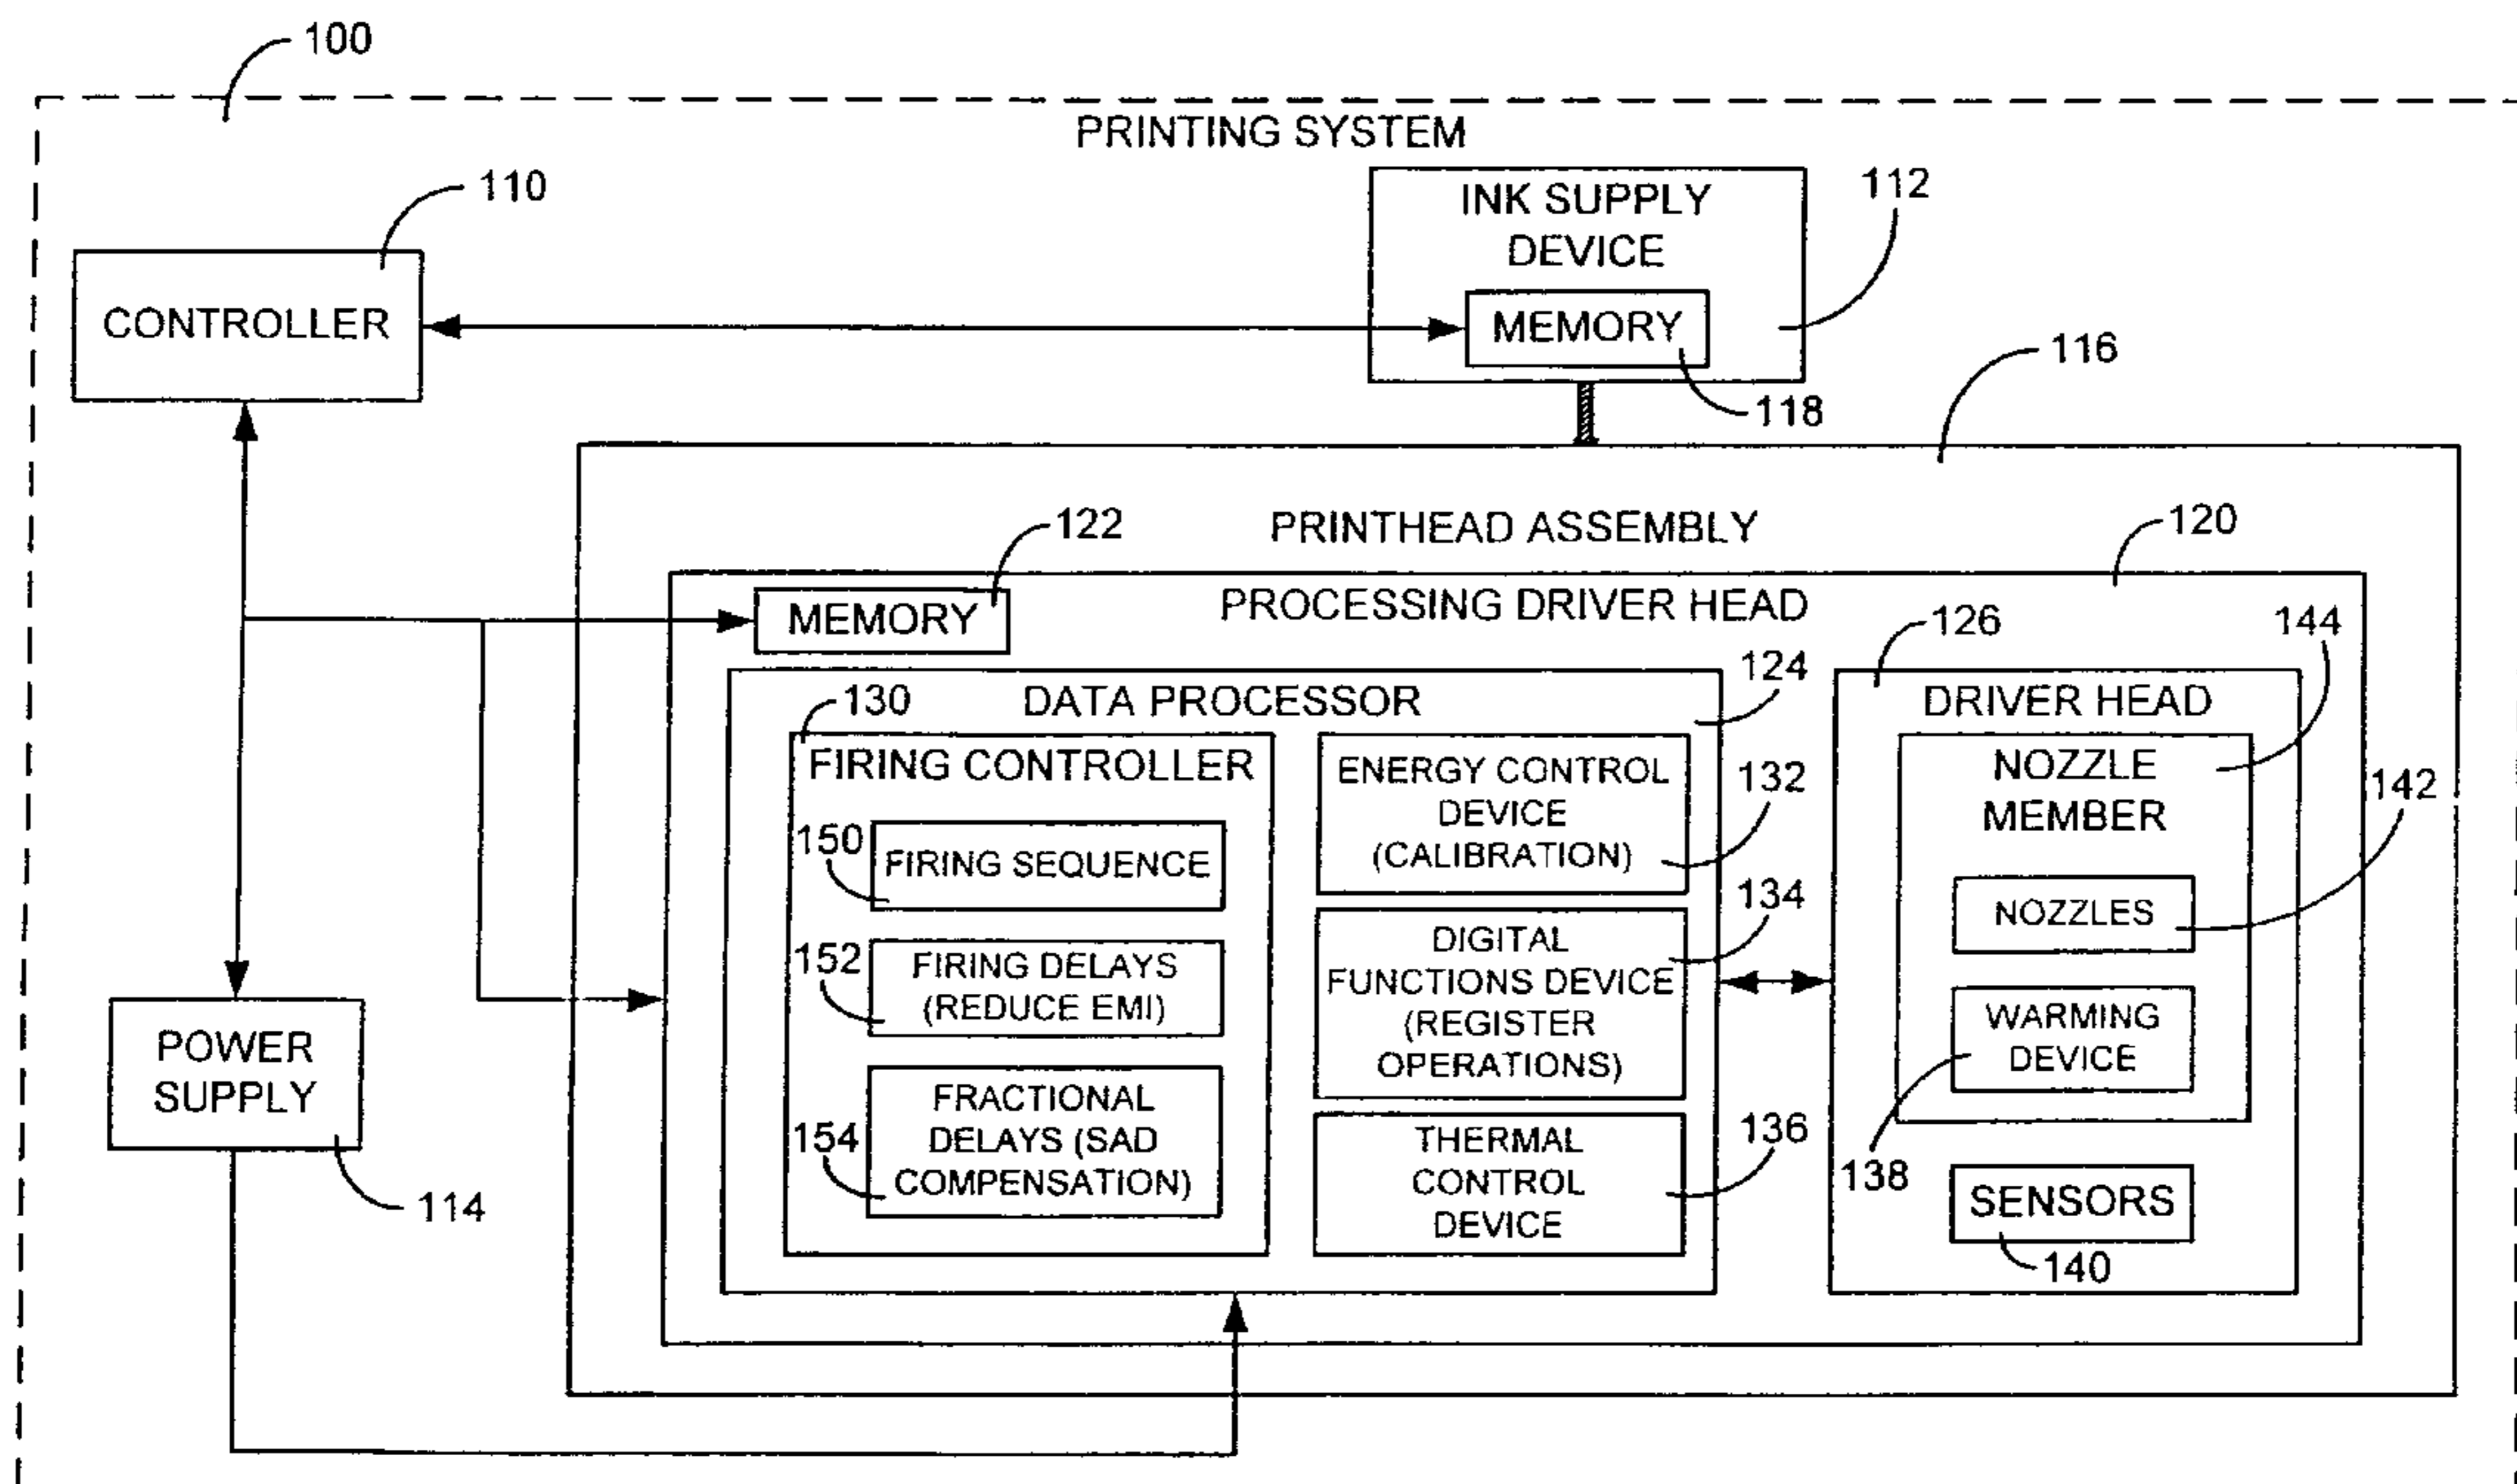 100
PRINTING SYSTEM
110
CONTROLLER
INK SUPPLY
DEVICE
MEMORY
112
118
116
PRINTHEAD ASSEMBLY
120
122
MEMORY
PROCESSING DRIVER HEAD
124
DATA PROCESSOR
130
FIRING CONTROLLER
150
FIRING SEQUENCE
152
FIRING DELAYS
(REDUCE EMI)
154
FRACTIONAL
DELAYS (SAD
COMPENSATION)
ENERGY CONTROL
DEVICE
(CALIBRATION)
132
134
DIGITAL
FUNCTIONS DEVICE
(REGISTER
OPERATIONS)
136
THERMAL
CONTROL
DEVICE
126
144
DRIVER HEAD
NOZZLE
MEMBER
142
NOZZLES
WARMING
DEVICE
138
SENSORS
140
POWER
SUPPLY
114